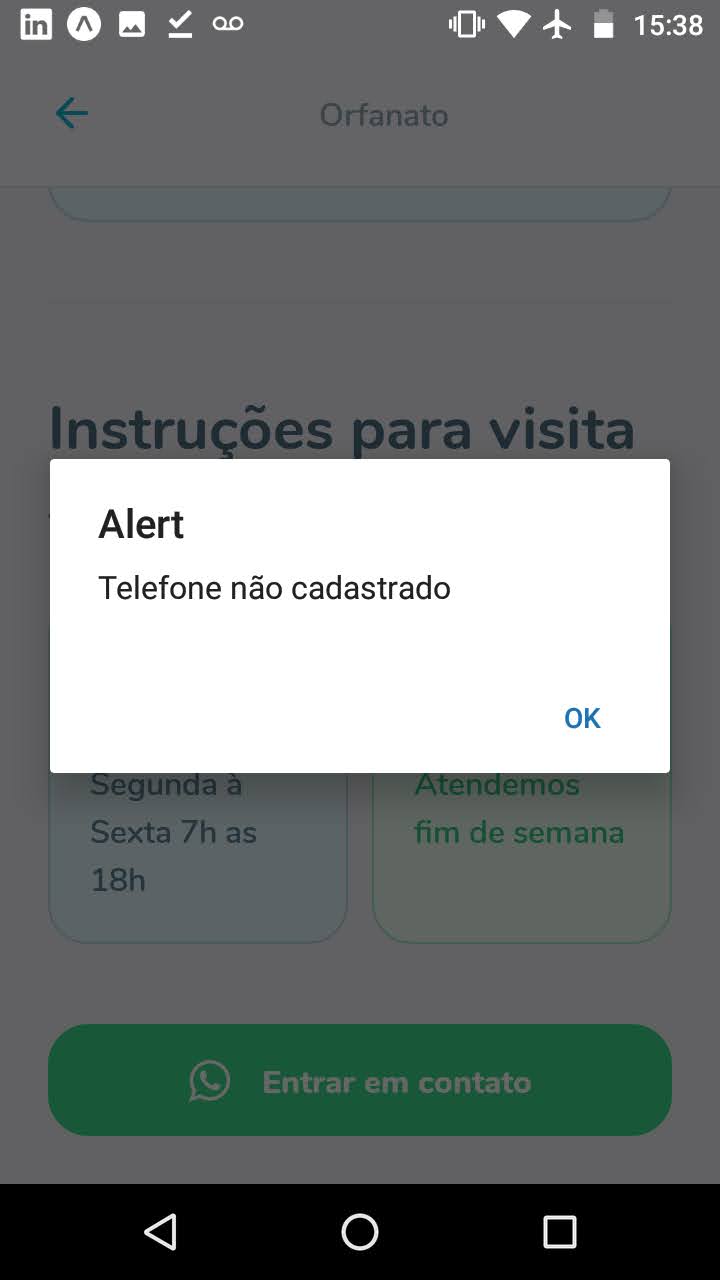 15:38
Orfanato
Instruções para visita
Alert
Telefone não cadastrado
OK
Segunda à
Sexta 7h as
18h
Atendemos
fim de semana
Entrar em contato